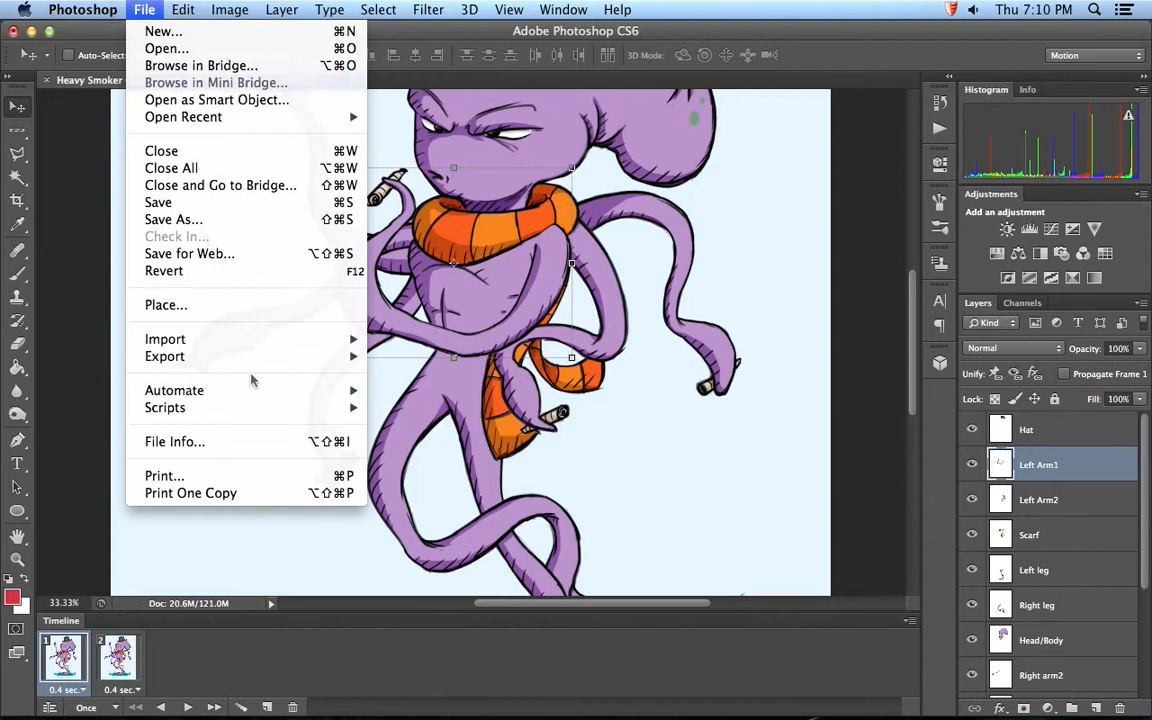 Photoshop File Edit Image Layer Type Select Filter 3D View Window Help Thu 7:10 PM
Adobe Photoshop CS6
Auto-Select: 3D Mode: Motion
Heavy Smoker
New... ⌘N
Open... ⌘O
Browse in Bridge... ⌥⌘O
Browse in Mini Bridge...
Open as Smart Object...
Open Recent
Close ⌘W
Close All ⌥⌘W
Close and Go to Bridge... ⇧⌘W
Save ⌘S
Save As... ⇧⌘S
Check In...
Save for Web... ⌥⇧⌘S
Revert F12
Place...
Import
Export
Automate
Scripts
File Info... ⌥⇧⌘I
Print... ⌘P
Print One Copy ⌥⇧⌘P
Histogram Info
Adjustments
Add an adjustment
Layers Channels
Kind
Normal Opacity: 100%
Unify: Propagate Frame 1
Lock: Fill: 100%
Hat
Left Arm1
Left Arm2
Scarf
Left leg
Right leg
Head/Body
Right arm2
33.33% Doc: 20.6M/121.0M
Timeline
1 2
0.4 sec. 0.4 sec.
Once